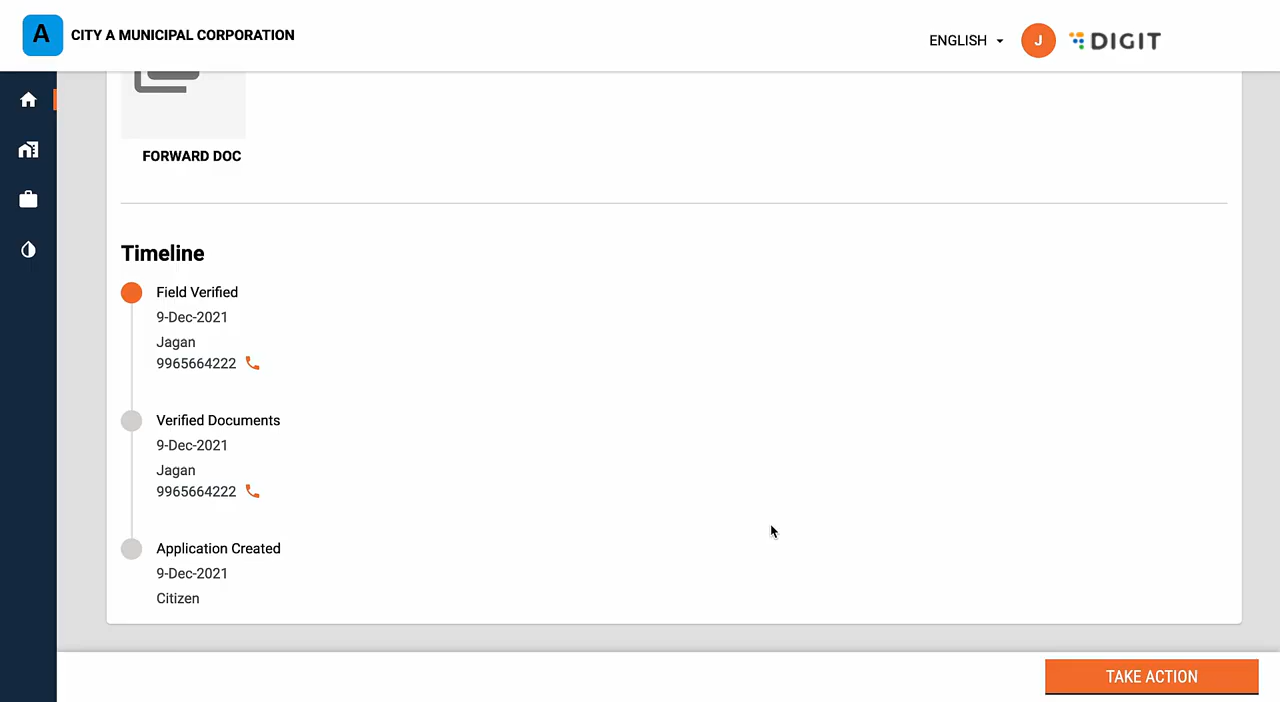 A
CITY A MUNICIPAL CORPORATION
ENGLISH
J
DIGIT
FORWARD DOC
Timeline
Field Verified
9-Dec-2021
Jagan
9965664222
Verified Documents
9-Dec-2021
Jagan
9965664222
Application Created
9-Dec-2021
Citizen
TAKE ACTION